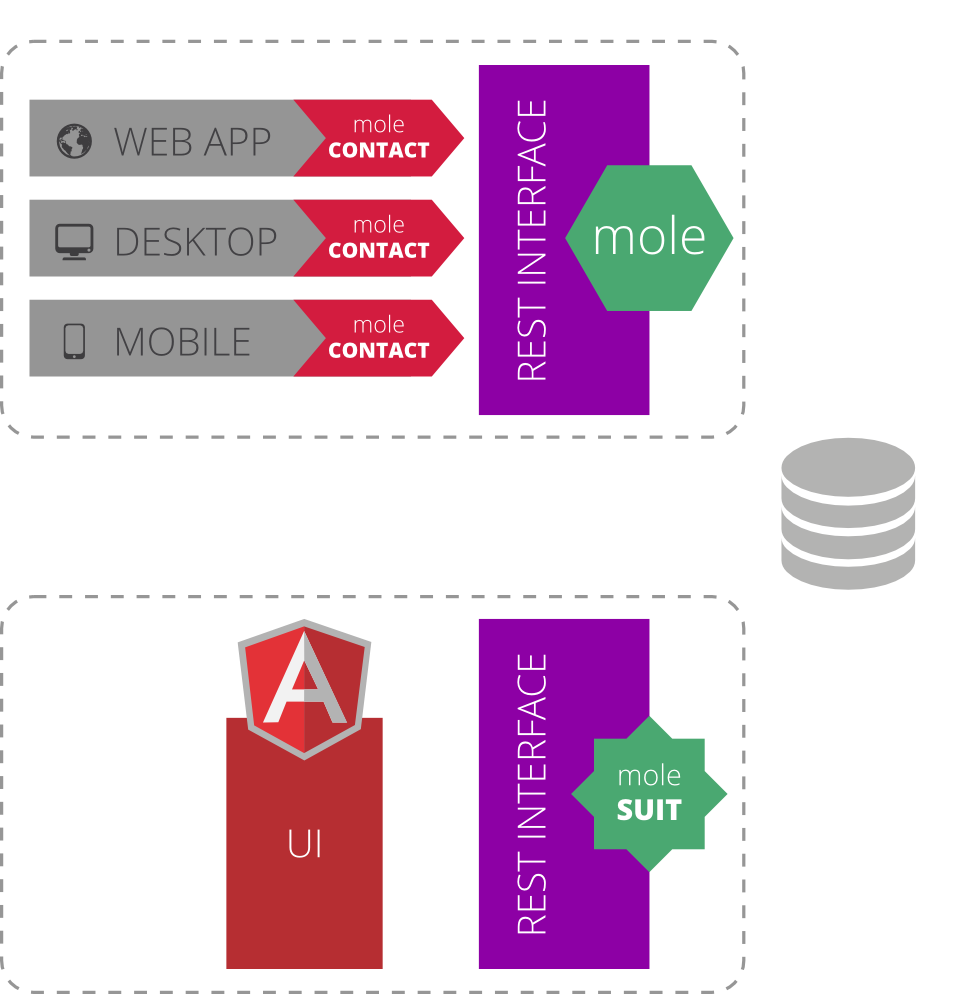 WEB APP
mole
CONTACT
DESKTOP
mole
CONTACT
MOBILE
mole
CONTACT
REST INTERFACE
mole
UI
REST INTERFACE
mole
SUIT